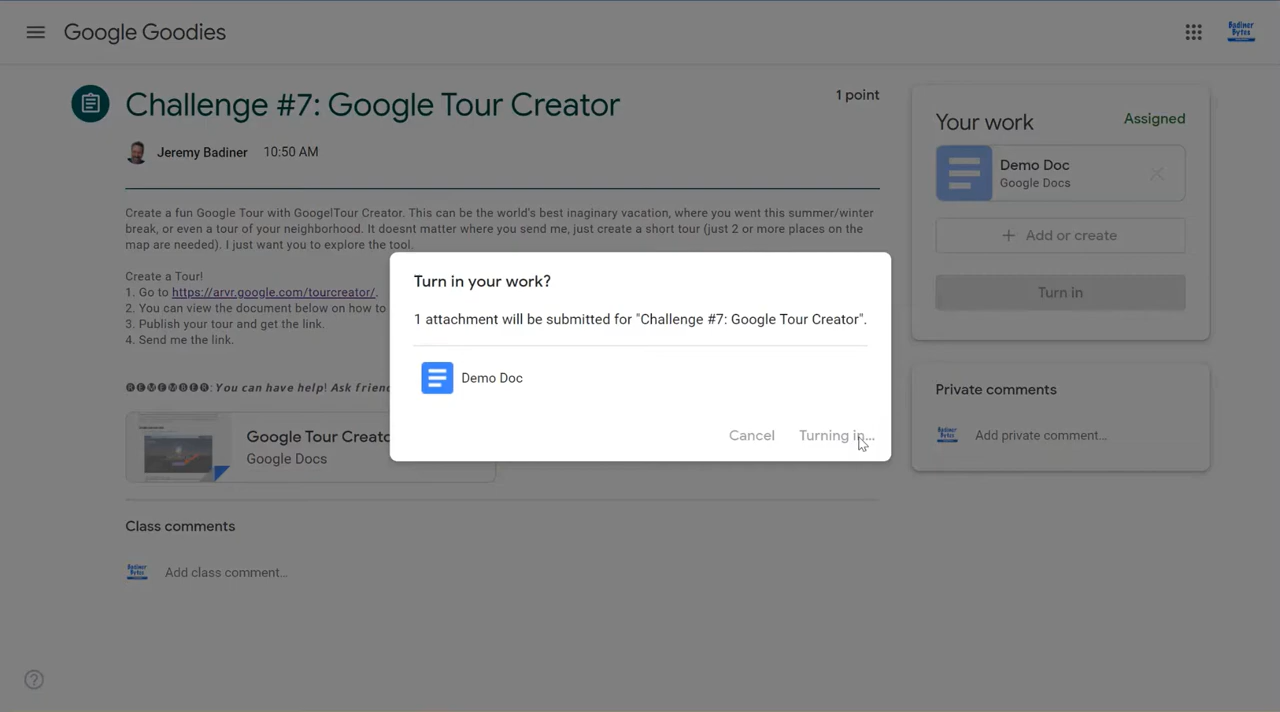 Google Goodies
Badiner
Bytes
Challenge #7: Google Tour Creator
1 point
Jeremy Badiner 10:50 AM
Create a fun Google Tour with GoogelTour Creator. This can be the world's best inaginary vacation, where you went this summer/winter
break, or even a tour of your neighborhood. It doesnt matter where you send me, just create a short tour (just 2 or more places on the
map are needed). I just want you to explore the tool.
Create a Tour!
1. Go to https://arvr.google.com/tourcreator/.
2. You can view the document below on how to
3. Publish your tour and get the link.
4. Send me the link.
🅡🅔🅜🅔🅜🅑🅔🅡: You can have help! Ask frien
Google Tour Creato
Google Docs
Class comments
Add class comment...
Turn in your work?
1 attachment will be submitted for "Challenge #7: Google Tour Creator".
Demo Doc
Cancel
Turning in...
Your work
Assigned
Demo Doc
Google Docs
+ Add or create
Turn in
Private comments
Add private comment...